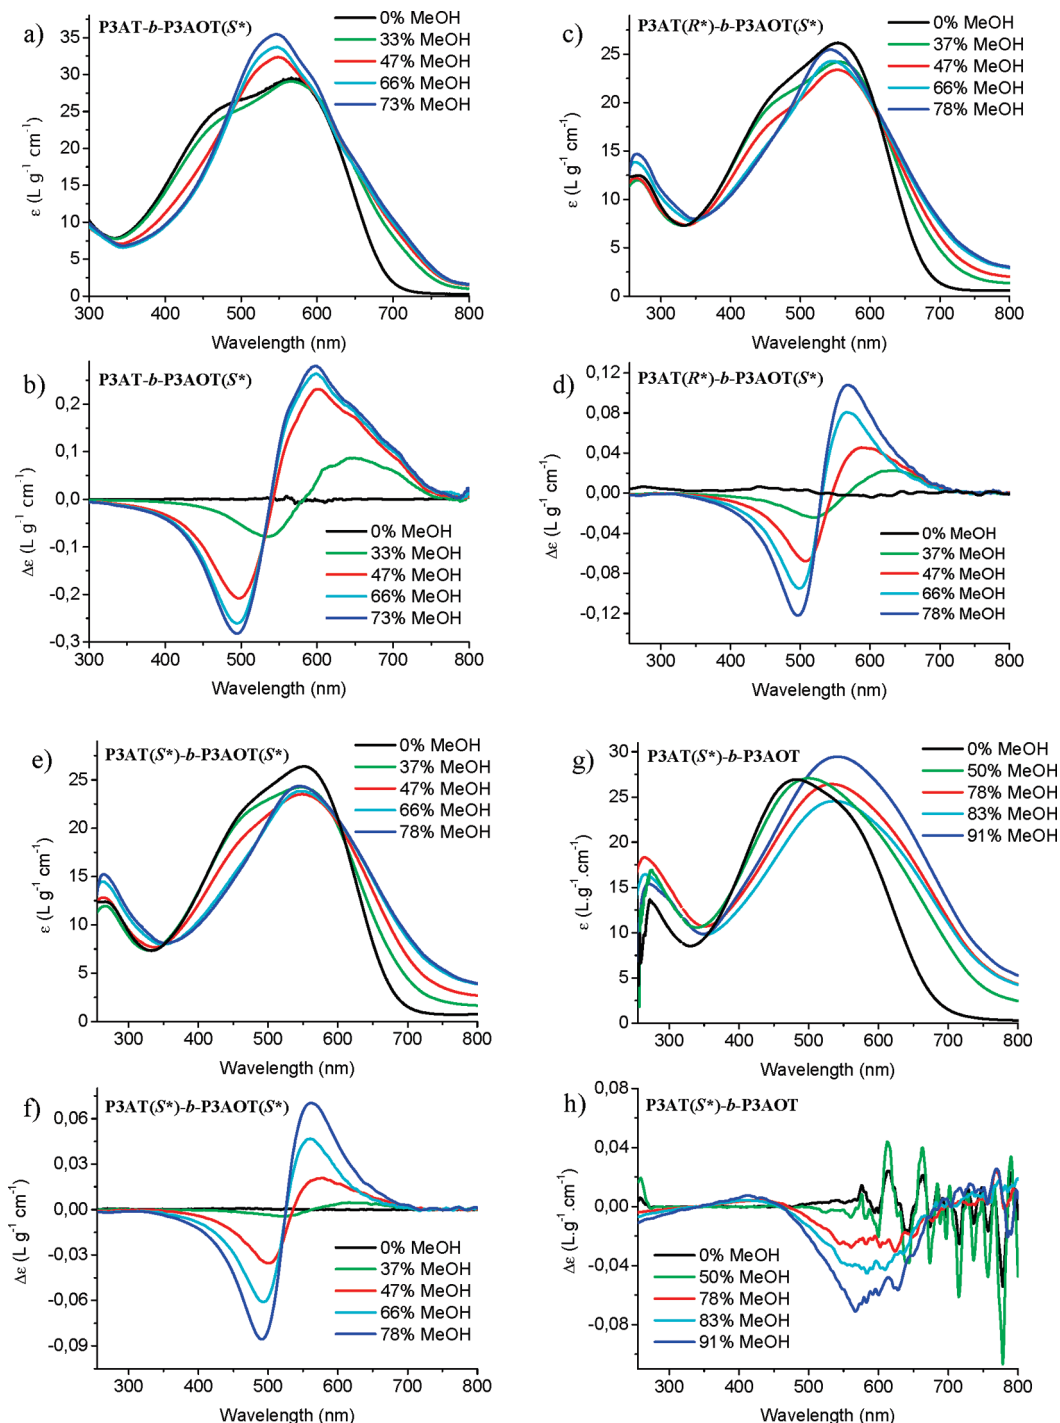 a)
P3AT-b-P3AOT(S*)
0% MeOH
33% MeOH
47% MeOH
66% MeOH
73% MeOH
35
30
25
20
15
10
5
0
ε (L g⁻¹ cm⁻¹)
300 400 500 600 700 800
Wavelength (nm)
c)
P3AT(R*)-b-P3AOT(S*)
0% MeOH
37% MeOH
47% MeOH
66% MeOH
78% MeOH
25
20
15
10
5
0
ε (L g⁻¹ cm⁻¹)
300 400 500 600 700 800
Wavelenght (nm)
b)
P3AT-b-P3AOT(S*)
0,2
0,1
0,0
-0,1
-0,2
-0,3
Δε (L g⁻¹ cm⁻¹)
0% MeOH
33% MeOH
47% MeOH
66% MeOH
73% MeOH
300 400 500 600 700 800
Wavelength (nm)
d)
P3AT(R*)-b-P3AOT(S*)
0,12
0,08
0,04
0,00
-0,04
-0,08
-0,12
Δε (L g⁻¹ cm⁻¹)
0% MeOH
37% MeOH
47% MeOH
66% MeOH
78% MeOH
300 400 500 600 700 800
Wavelength (nm)
e)
P3AT(S*)-b-P3AOT(S*)
0% MeOH
37% MeOH
47% MeOH
66% MeOH
78% MeOH
25
20
15
10
5
0
ε (L g⁻¹ cm⁻¹)
300 400 500 600 700 800
Wavelength (nm)
g)
P3AT(S*)-b-P3AOT
0% MeOH
50% MeOH
78% MeOH
83% MeOH
91% MeOH
30
25
20
15
10
5
0
ε (L.g⁻¹.cm⁻¹)
300 400 500 600 700 800
Wavelength (nm)
f)
P3AT(S*)-b-P3AOT(S*)
0,06
0,03
0,00
-0,03
-0,06
-0,09
Δε (L g⁻¹ cm⁻¹)
0% MeOH
37% MeOH
47% MeOH
66% MeOH
78% MeOH
300 400 500 600 700 800
Wavelength (nm)
h)
P3AT(S*)-b-P3AOT
0,08
0,04
0,00
-0,04
-0,08
Δε (L.g⁻¹.cm⁻¹)
0% MeOH
50% MeOH
78% MeOH
83% MeOH
91% MeOH
300 400 500 600 700 800
Wavelength (nm)